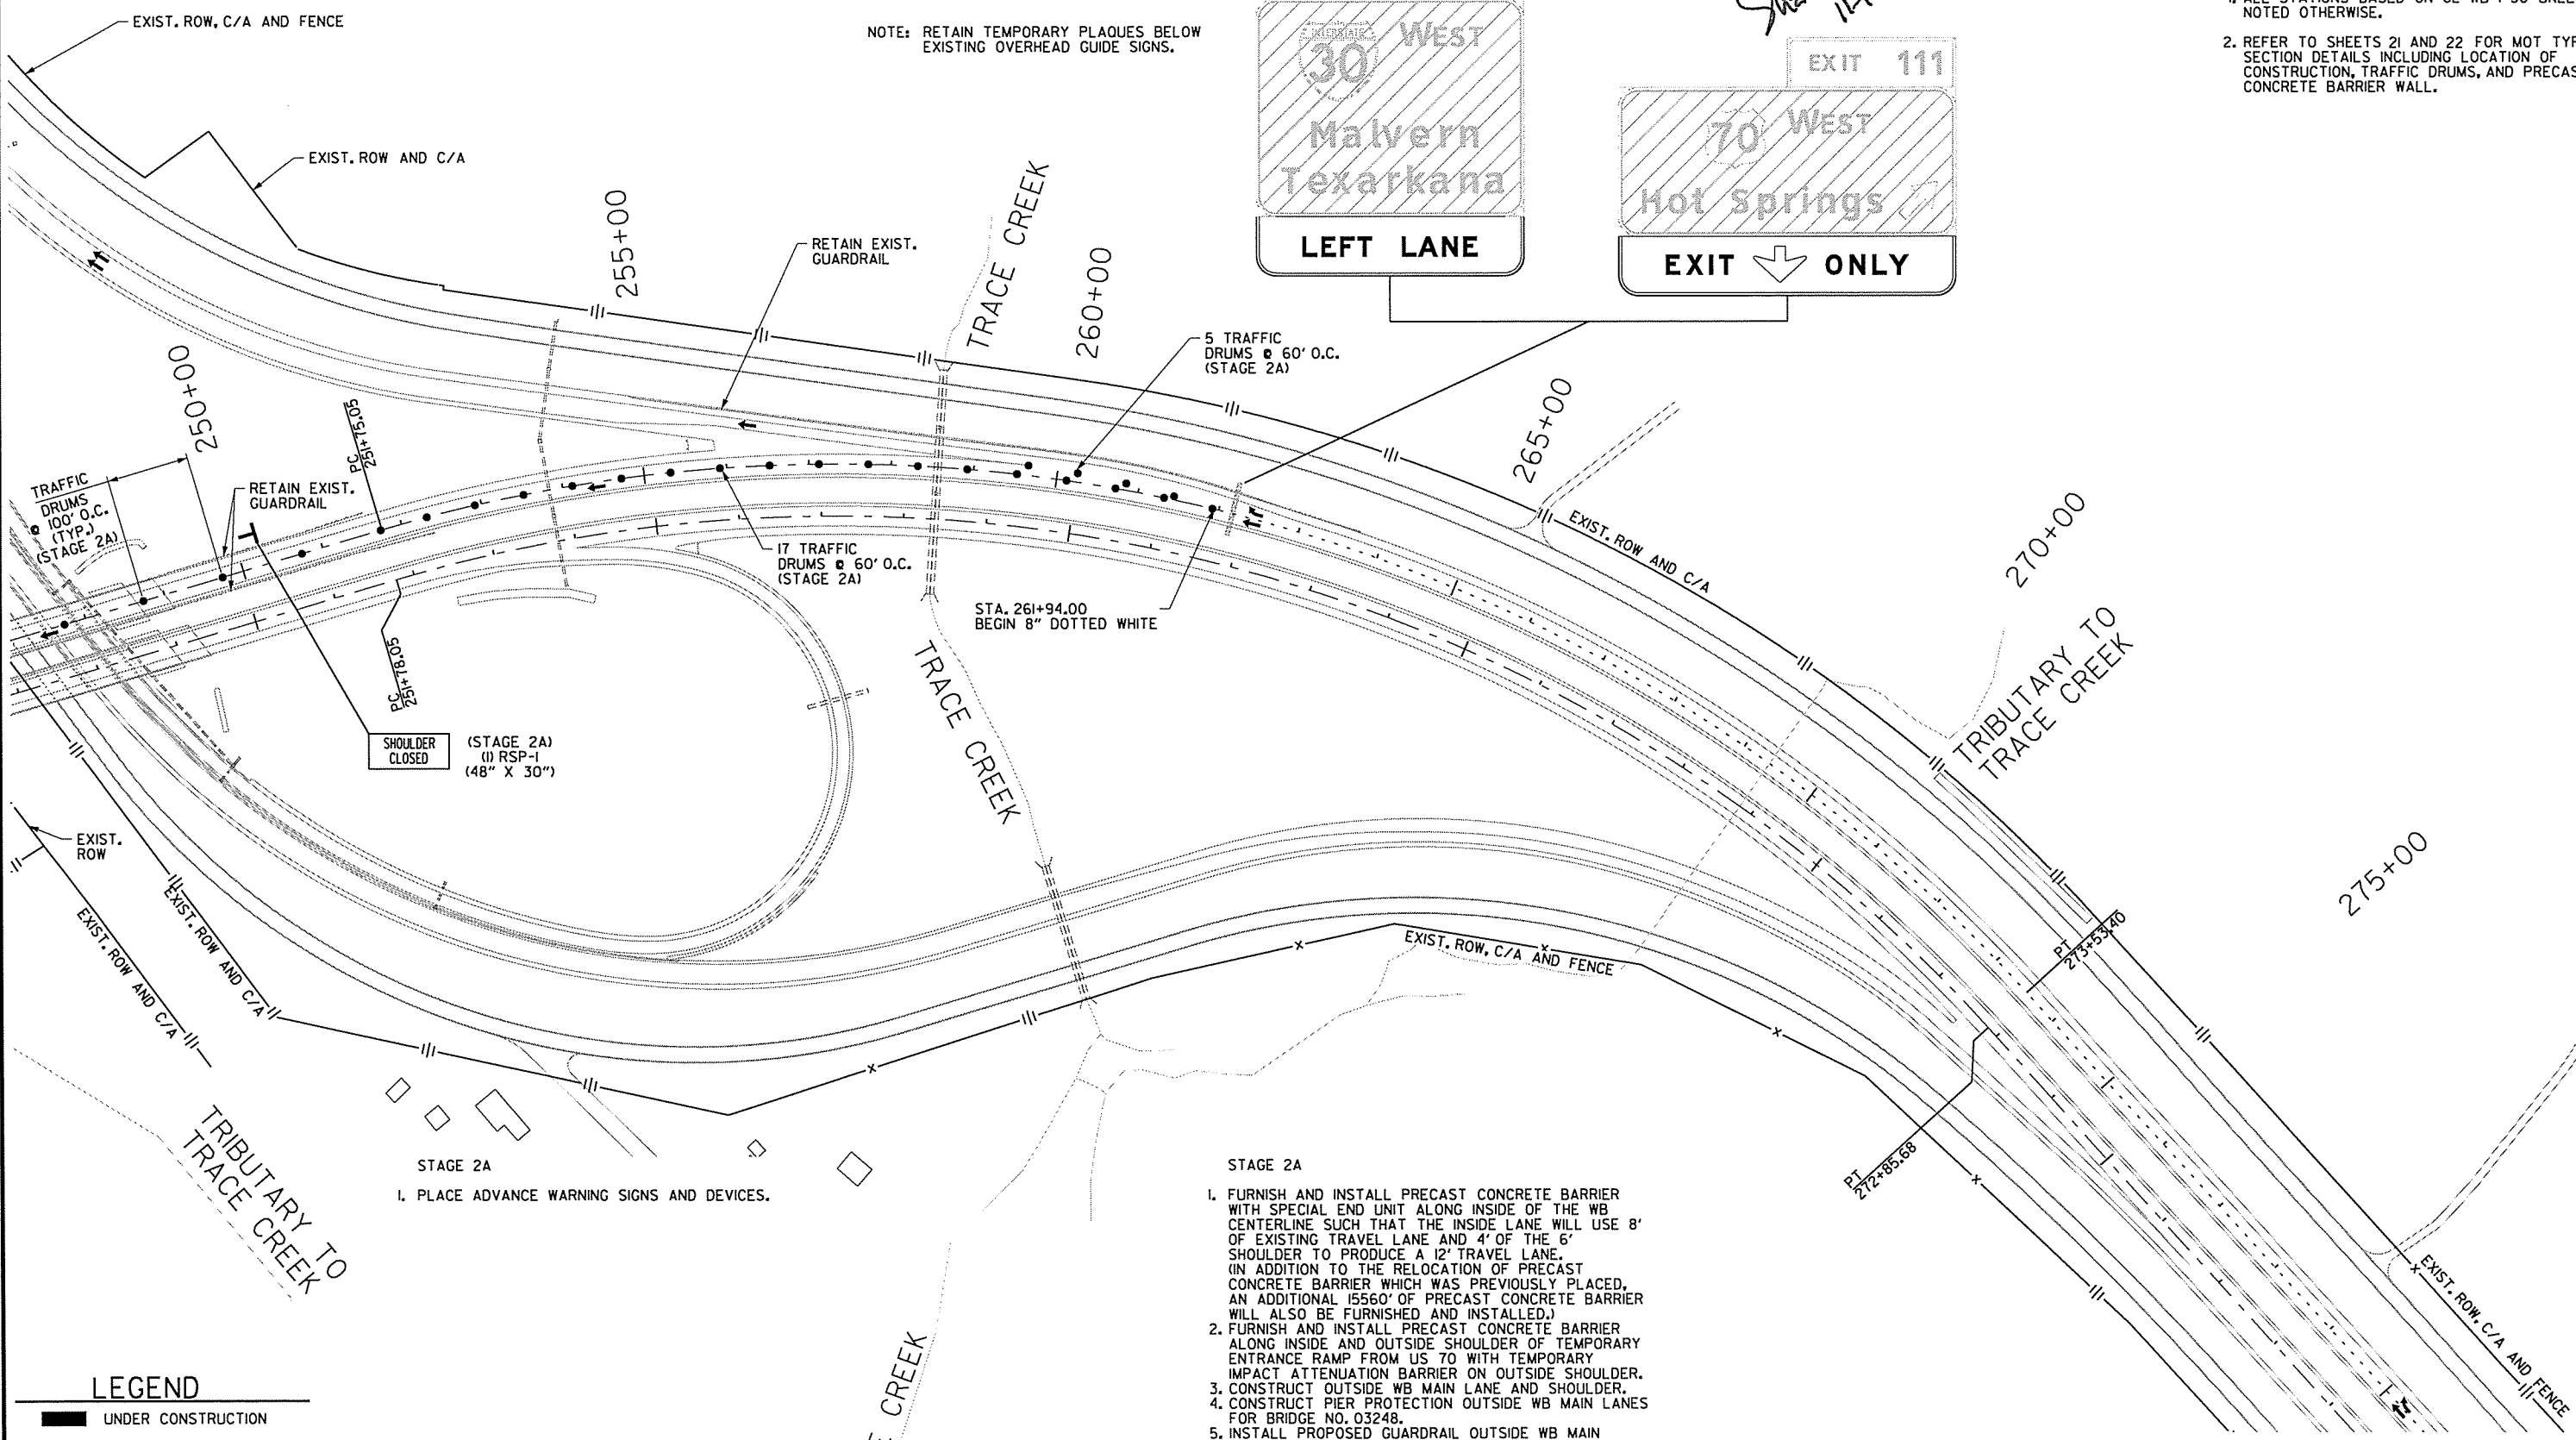 EXIST. ROW, C/A AND FENCE
NOTE: RETAIN TEMPORARY PLAQUES BELOW
EXISTING OVERHEAD GUIDE SIGNS.
INTERSTATE
30
WEST
Malvern
Texarkana
LEFT LANE
EXIT 111
70
WEST
Hot Springs
EXIT ONLY
NOTED OTHERWISE.
2. REFER TO SHEETS 21 AND 22 FOR MOT
SECTION DETAILS INCLUDING LOCATION OF
CONSTRUCTION, TRAFFIC DRUMS, AND
CONCRETE BARRIER WALL.
EXIST. ROW AND C/A
255+00
RETAIN EXIST.
GUARDRAIL
TRACE CREEK
260+00
5 TRAFFIC
DRUMS @ 60' O.C.
(STAGE 2A)
250+00
PC
251+75.05
265+00
TRAFFIC
DRUMS
@ 100' O.C.
(TYP.)
(STAGE 2A)
RETAIN EXIST.
GUARDRAIL
EXIST. ROW AND C/A
270+00
17 TRAFFIC
DRUMS @ 60' O.C.
(STAGE 2A)
STA. 261+94.00
BEGIN 8" DOTTED WHITE
PC
251+78.05
TRACE CREEK
TRIBUTARY TO
TRACE CREEK
SHOULDER
CLOSED
(STAGE 2A)
(1) RSP-1
(48" X 30")
EXIST.
ROW
275+00
EXIST. ROW AND C/A
EXIST. ROW AND C/A
EXIST. ROW, C/A AND FENCE
PT
273+53.40
PT
272+85.68
TRIBUTARY TO
TRACE CREEK
STAGE 2A
1. PLACE ADVANCE WARNING SIGNS AND DEVICES.
STAGE 2A
1. FURNISH AND INSTALL PRECAST CONCRETE BARRIER
WITH SPECIAL END UNIT ALONG INSIDE OF THE WB
CENTERLINE SUCH THAT THE INSIDE LANE WILL USE 8'
OF EXISTING TRAVEL LANE AND 4' OF THE 6'
SHOULDER TO PRODUCE A 12' TRAVEL LANE.
(IN ADDITION TO THE RELOCATION OF PRECAST
CONCRETE BARRIER WHICH WAS PREVIOUSLY PLACED,
AN ADDITIONAL 15560' OF PRECAST CONCRETE BARRIER
WILL ALSO BE FURNISHED AND INSTALLED.)
2. FURNISH AND INSTALL PRECAST CONCRETE BARRIER
ALONG INSIDE AND OUTSIDE SHOULDER OF TEMPORARY
ENTRANCE RAMP FROM US 70 WITH TEMPORARY
IMPACT ATTENUATION BARRIER ON OUTSIDE SHOULDER.
3. CONSTRUCT OUTSIDE WB MAIN LANE AND SHOULDER.
4. CONSTRUCT PIER PROTECTION OUTSIDE WB MAIN LANES
FOR BRIDGE NO. 03248.
5. INSTALL PROPOSED GUARDRAIL OUTSIDE WB MAIN
EXIST. ROW, C/A AND FENCE
CREEK
LEGEND
UNDER CONSTRUCTION